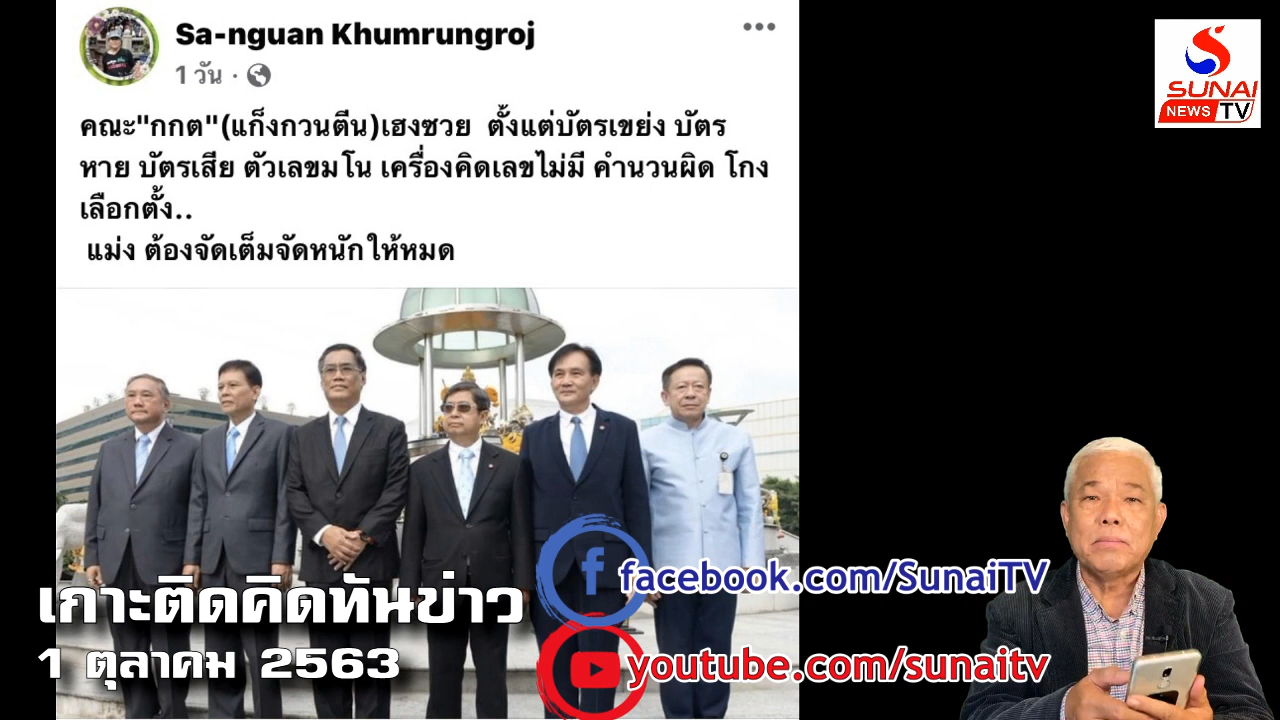 Sa-nguan Khumrungroj
1 วัน ·
คณะ"กกต"(แก็งกวนตีน)เฮงซวย ตั้งแต่บัตรเขย่ง บัตร
หาย บัตรเสีย ตัวเลขมโน เครื่องคิดเลขไม่มี คำนวนผิด โกง
เลือกตั้ง..
แม่ง ต้องจัดเต็มจัดหนักให้หมด
SUNAI
NEWS TV
เกาะติดคิดทันข่าว
1 ตุลาคม 2563
f facebook.com/SunaiTV
youtube.com/sunaitv